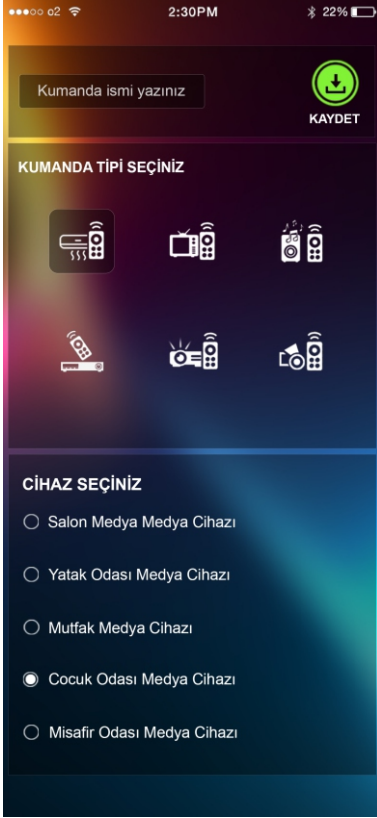 o2 2:30PM 22%
Kumanda ismi yazınız
KAYDET
KUMANDA TİPİ SEÇİNİZ
CİHAZ SEÇİNİZ
Salon Medya Medya Cihazı
Yatak Odası Medya Cihazı
Mutfak Medya Cihazı
Cocuk Odası Medya Cihazı
Misafir Odası Medya Cihazı